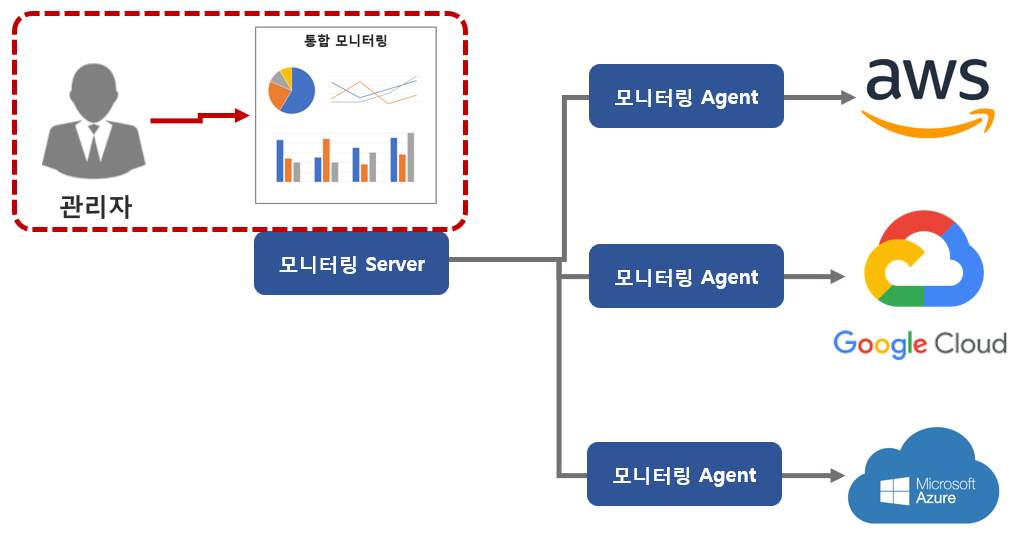 통합 모니터링
관리자
모니터링 Server
모니터링 Agent
aws
모니터링 Agent
Google Cloud
모니터링 Agent
Microsoft
Azure